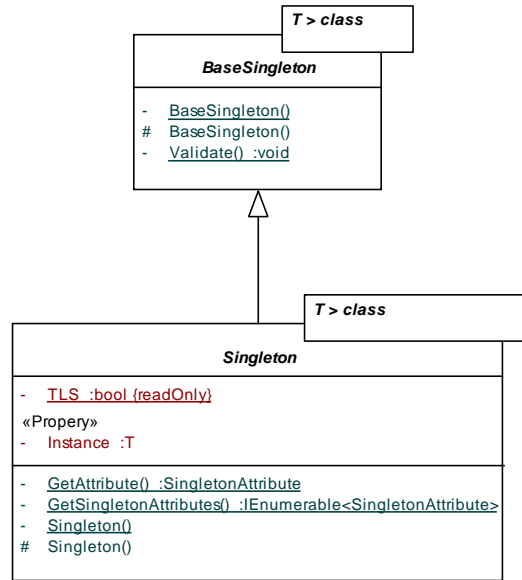 T > class
BaseSingleton
- BaseSingleton()
# BaseSingleton()
- Validate() :void
T > class
Singleton
- TLS :bool {readOnly}
«Propery»
- Instance :T
- GetAttribute() :SingletonAttribute
- GetSingletonAttributes() :IEnumerable<SingletonAttribute>
- Singleton()
# Singleton()